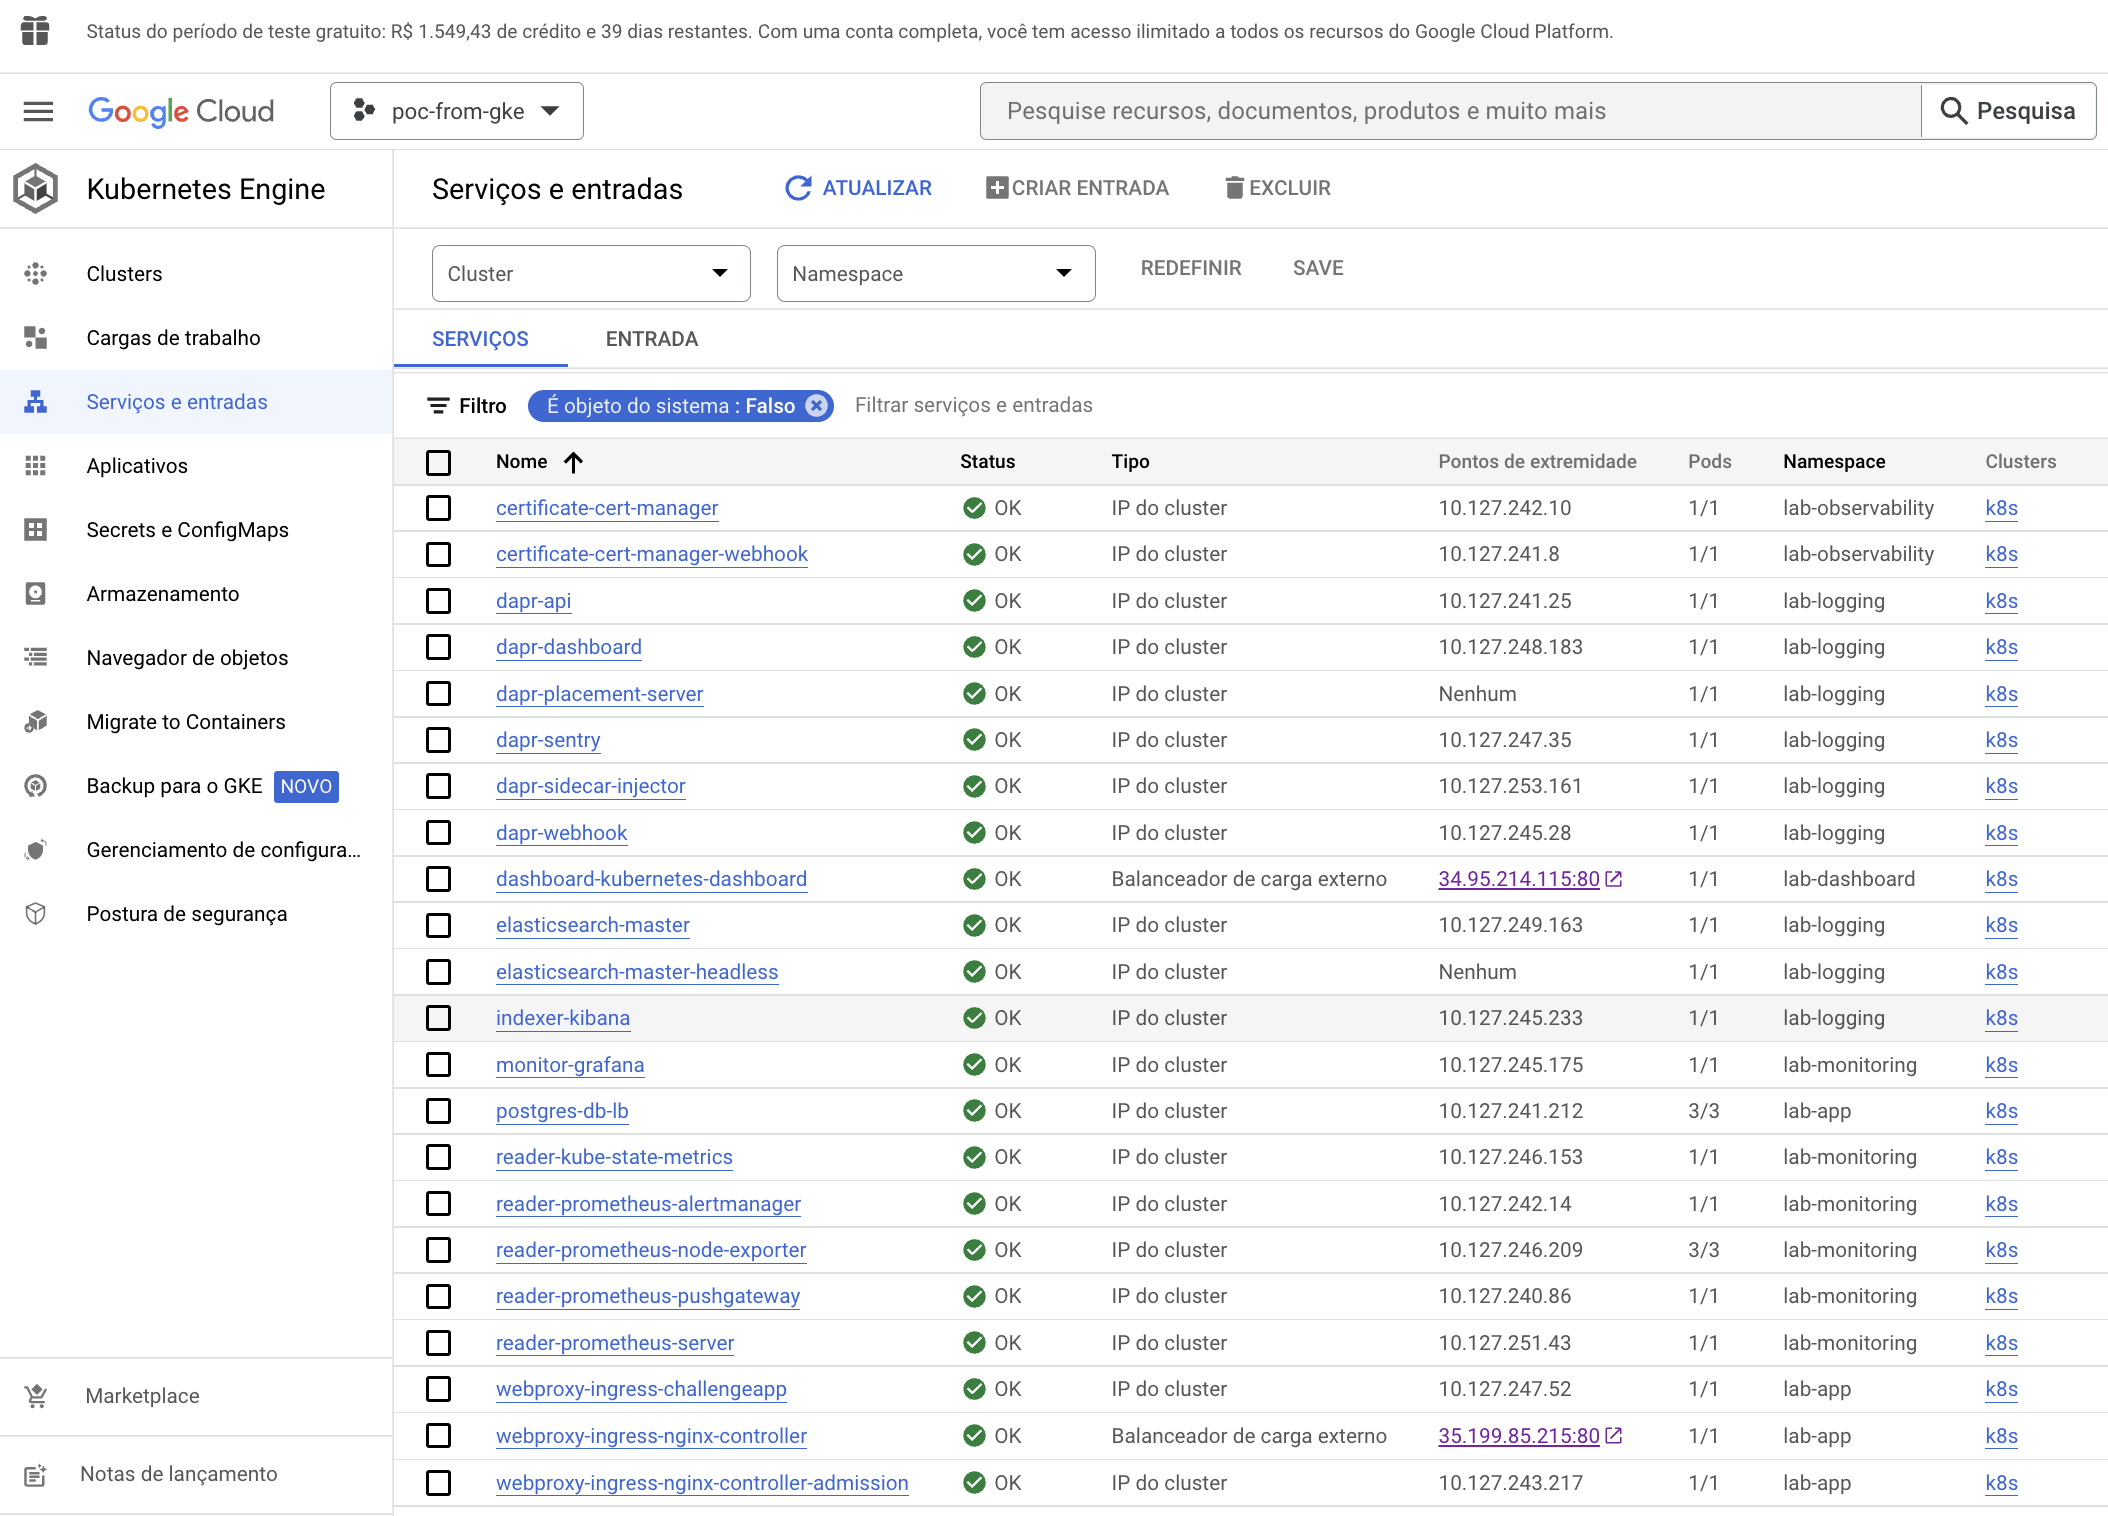 Status do período de teste gratuito: R$ 1.549,43 de crédito e 39 dias restantes. Com uma conta completa, você tem acesso ilimitado a todos os recursos do Google Cloud Platform.
Google Cloud poc-from-gke Pesquise recursos, documentos, produtos e muito mais Pesquisa
Kubernetes Engine
Clusters
Cargas de trabalho
Serviços e entradas
Aplicativos
Secrets e ConfigMaps
Armazenamento
Navegador de objetos
Migrate to Containers
Backup para o GKE NOVO
Gerenciamento de configura...
Postura de segurança
Marketplace
Notas de lançamento
Serviços e entradas ATUALIZAR CRIAR ENTRADA EXCLUIR
Cluster Namespace REDEFINIR SAVE
SERVIÇOS ENTRADA
Filtro É objeto do sistema : Falso Filtrar serviços e entradas
Nome Status Tipo Pontos de extremidade Pods Namespace Clusters
certificate-cert-manager OK IP do cluster 10.127.242.10 1/1 lab-observability k8s
certificate-cert-manager-webhook OK IP do cluster 10.127.241.8 1/1 lab-observability k8s
dapr-api OK IP do cluster 10.127.241.25 1/1 lab-logging k8s
dapr-dashboard OK IP do cluster 10.127.248.183 1/1 lab-logging k8s
dapr-placement-server OK IP do cluster Nenhum 1/1 lab-logging k8s
dapr-sentry OK IP do cluster 10.127.247.35 1/1 lab-logging k8s
dapr-sidecar-injector OK IP do cluster 10.127.253.161 1/1 lab-logging k8s
dapr-webhook OK IP do cluster 10.127.245.28 1/1 lab-logging k8s
dashboard-kubernetes-dashboard OK Balanceador de carga externo 34.95.214.115:80 1/1 lab-dashboard k8s
elasticsearch-master OK IP do cluster 10.127.249.163 1/1 lab-logging k8s
elasticsearch-master-headless OK IP do cluster Nenhum 1/1 lab-logging k8s
indexer-kibana OK IP do cluster 10.127.245.233 1/1 lab-logging k8s
monitor-grafana OK IP do cluster 10.127.245.175 1/1 lab-monitoring k8s
postgres-db-lb OK IP do cluster 10.127.241.212 3/3 lab-app k8s
reader-kube-state-metrics OK IP do cluster 10.127.246.153 1/1 lab-monitoring k8s
reader-prometheus-alertmanager OK IP do cluster 10.127.242.14 1/1 lab-monitoring k8s
reader-prometheus-node-exporter OK IP do cluster 10.127.246.209 3/3 lab-monitoring k8s
reader-prometheus-pushgateway OK IP do cluster 10.127.240.86 1/1 lab-monitoring k8s
reader-prometheus-server OK IP do cluster 10.127.251.43 1/1 lab-monitoring k8s
webproxy-ingress-challengeapp OK IP do cluster 10.127.247.52 1/1 lab-app k8s
webproxy-ingress-nginx-controller OK Balanceador de carga externo 35.199.85.215:80 1/1 lab-app k8s
webproxy-ingress-nginx-controller-admission OK IP do cluster 10.127.243.217 1/1 lab-app k8s